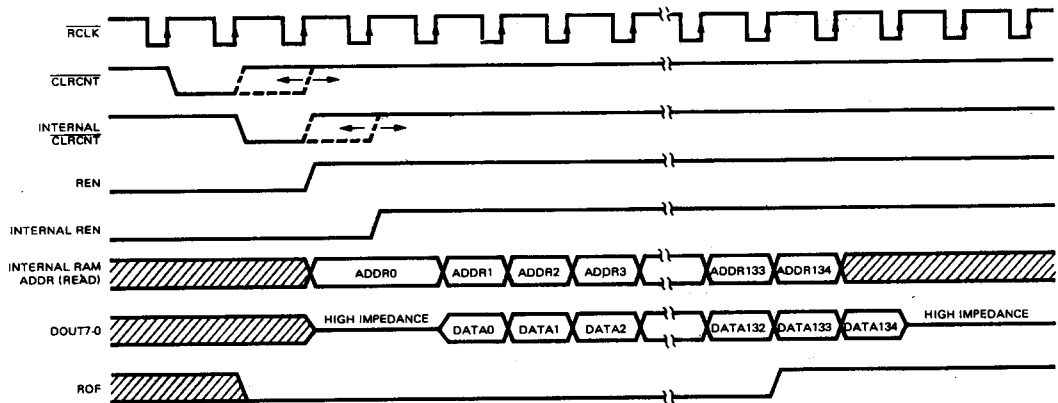 RCLK
CLRCNT
INTERNAL
CLRCNT
REN
INTERNAL REN
INTERNAL RAM
ADDR (READ)
ADDR0 ADDR1 ADDR2 ADDR3 ADDR133 ADDR134
DOUT7-0
HIGH IMPEDANCE DATA0 DATA1 DATA2 DATA132 DATA133 DATA134 HIGH IMPEDANCE
ROF